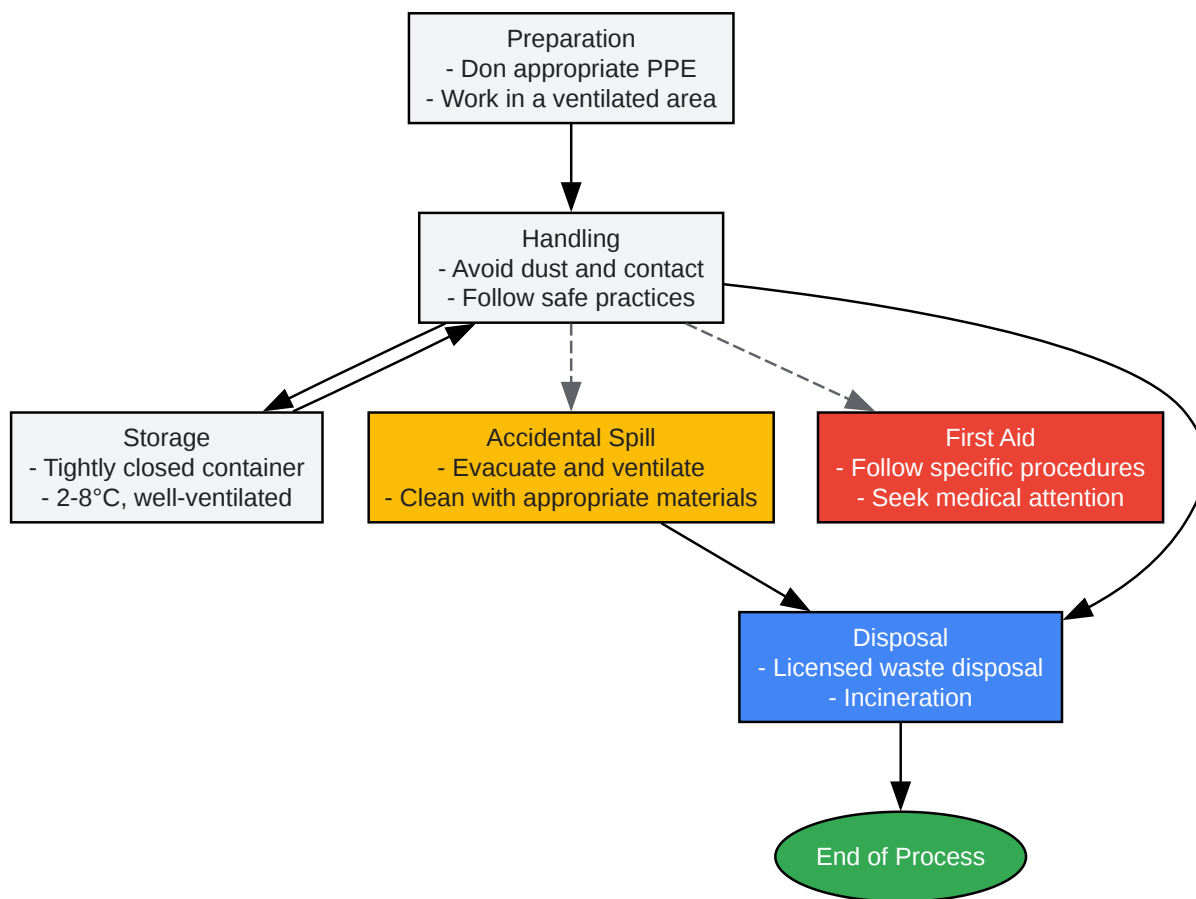 Preparation
- Don appropriate PPE
- Work in a ventilated area
Handling
- Avoid dust and contact
- Follow safe practices
Storage
- Tightly closed container
- 2-8°C, well-ventilated
Accidental Spill
- Evacuate and ventilate
- Clean with appropriate materials
First Aid
- Follow specific procedures
- Seek medical attention
Disposal
- Licensed waste disposal
- Incineration
End of Process